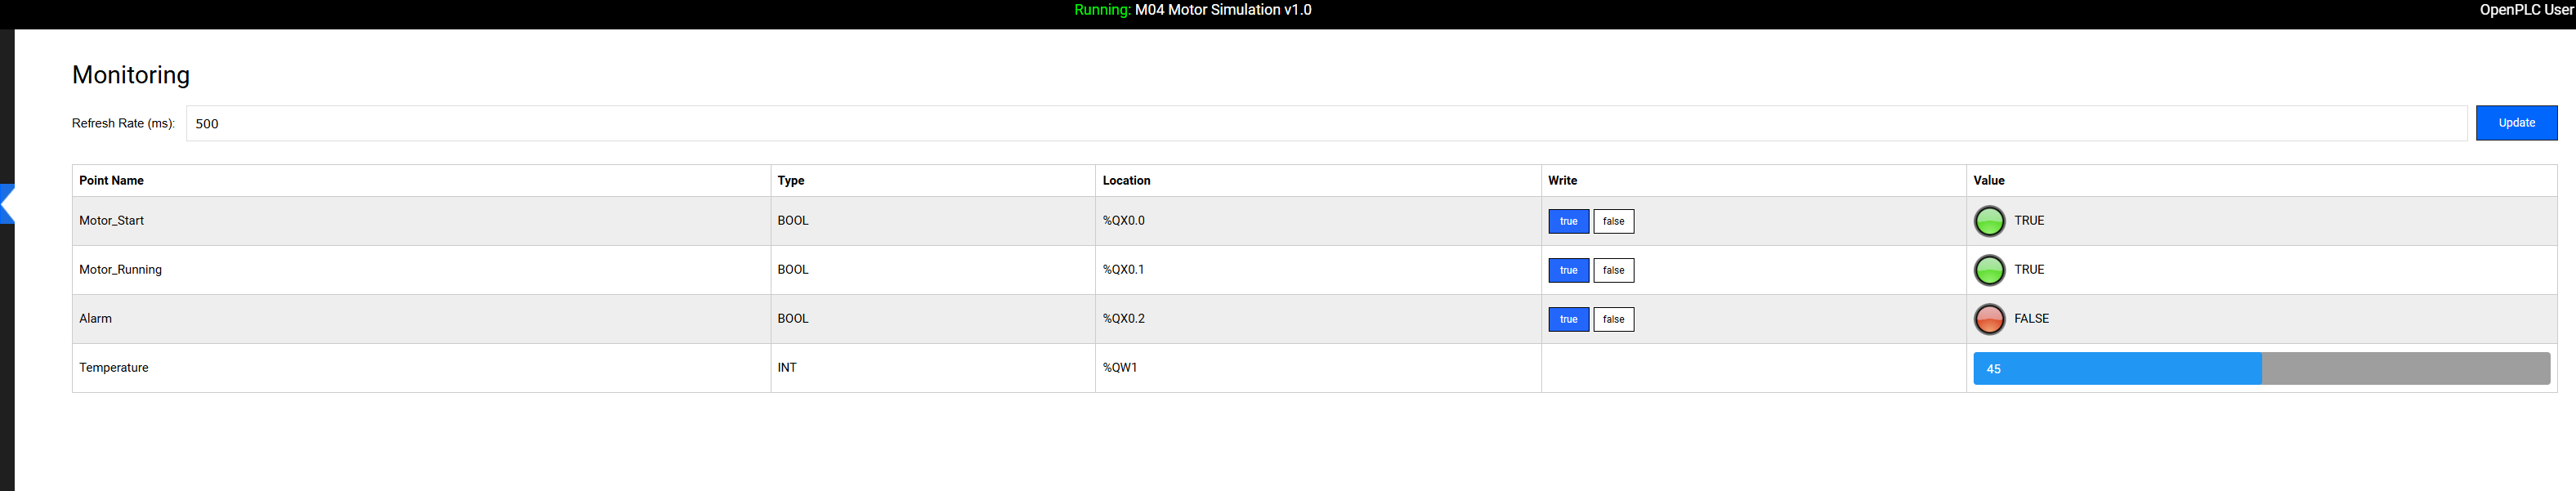 Running: M04 Motor Simulation v1.0
OpenPLC User
Monitoring
Refresh Rate (ms): 500 Update
Point Name Type Location Write Value
Motor_Start BOOL %QX0.0 true false TRUE
Motor_Running BOOL %QX0.1 true false TRUE
Alarm BOOL %QX0.2 true false FALSE
Temperature INT %QW1 45